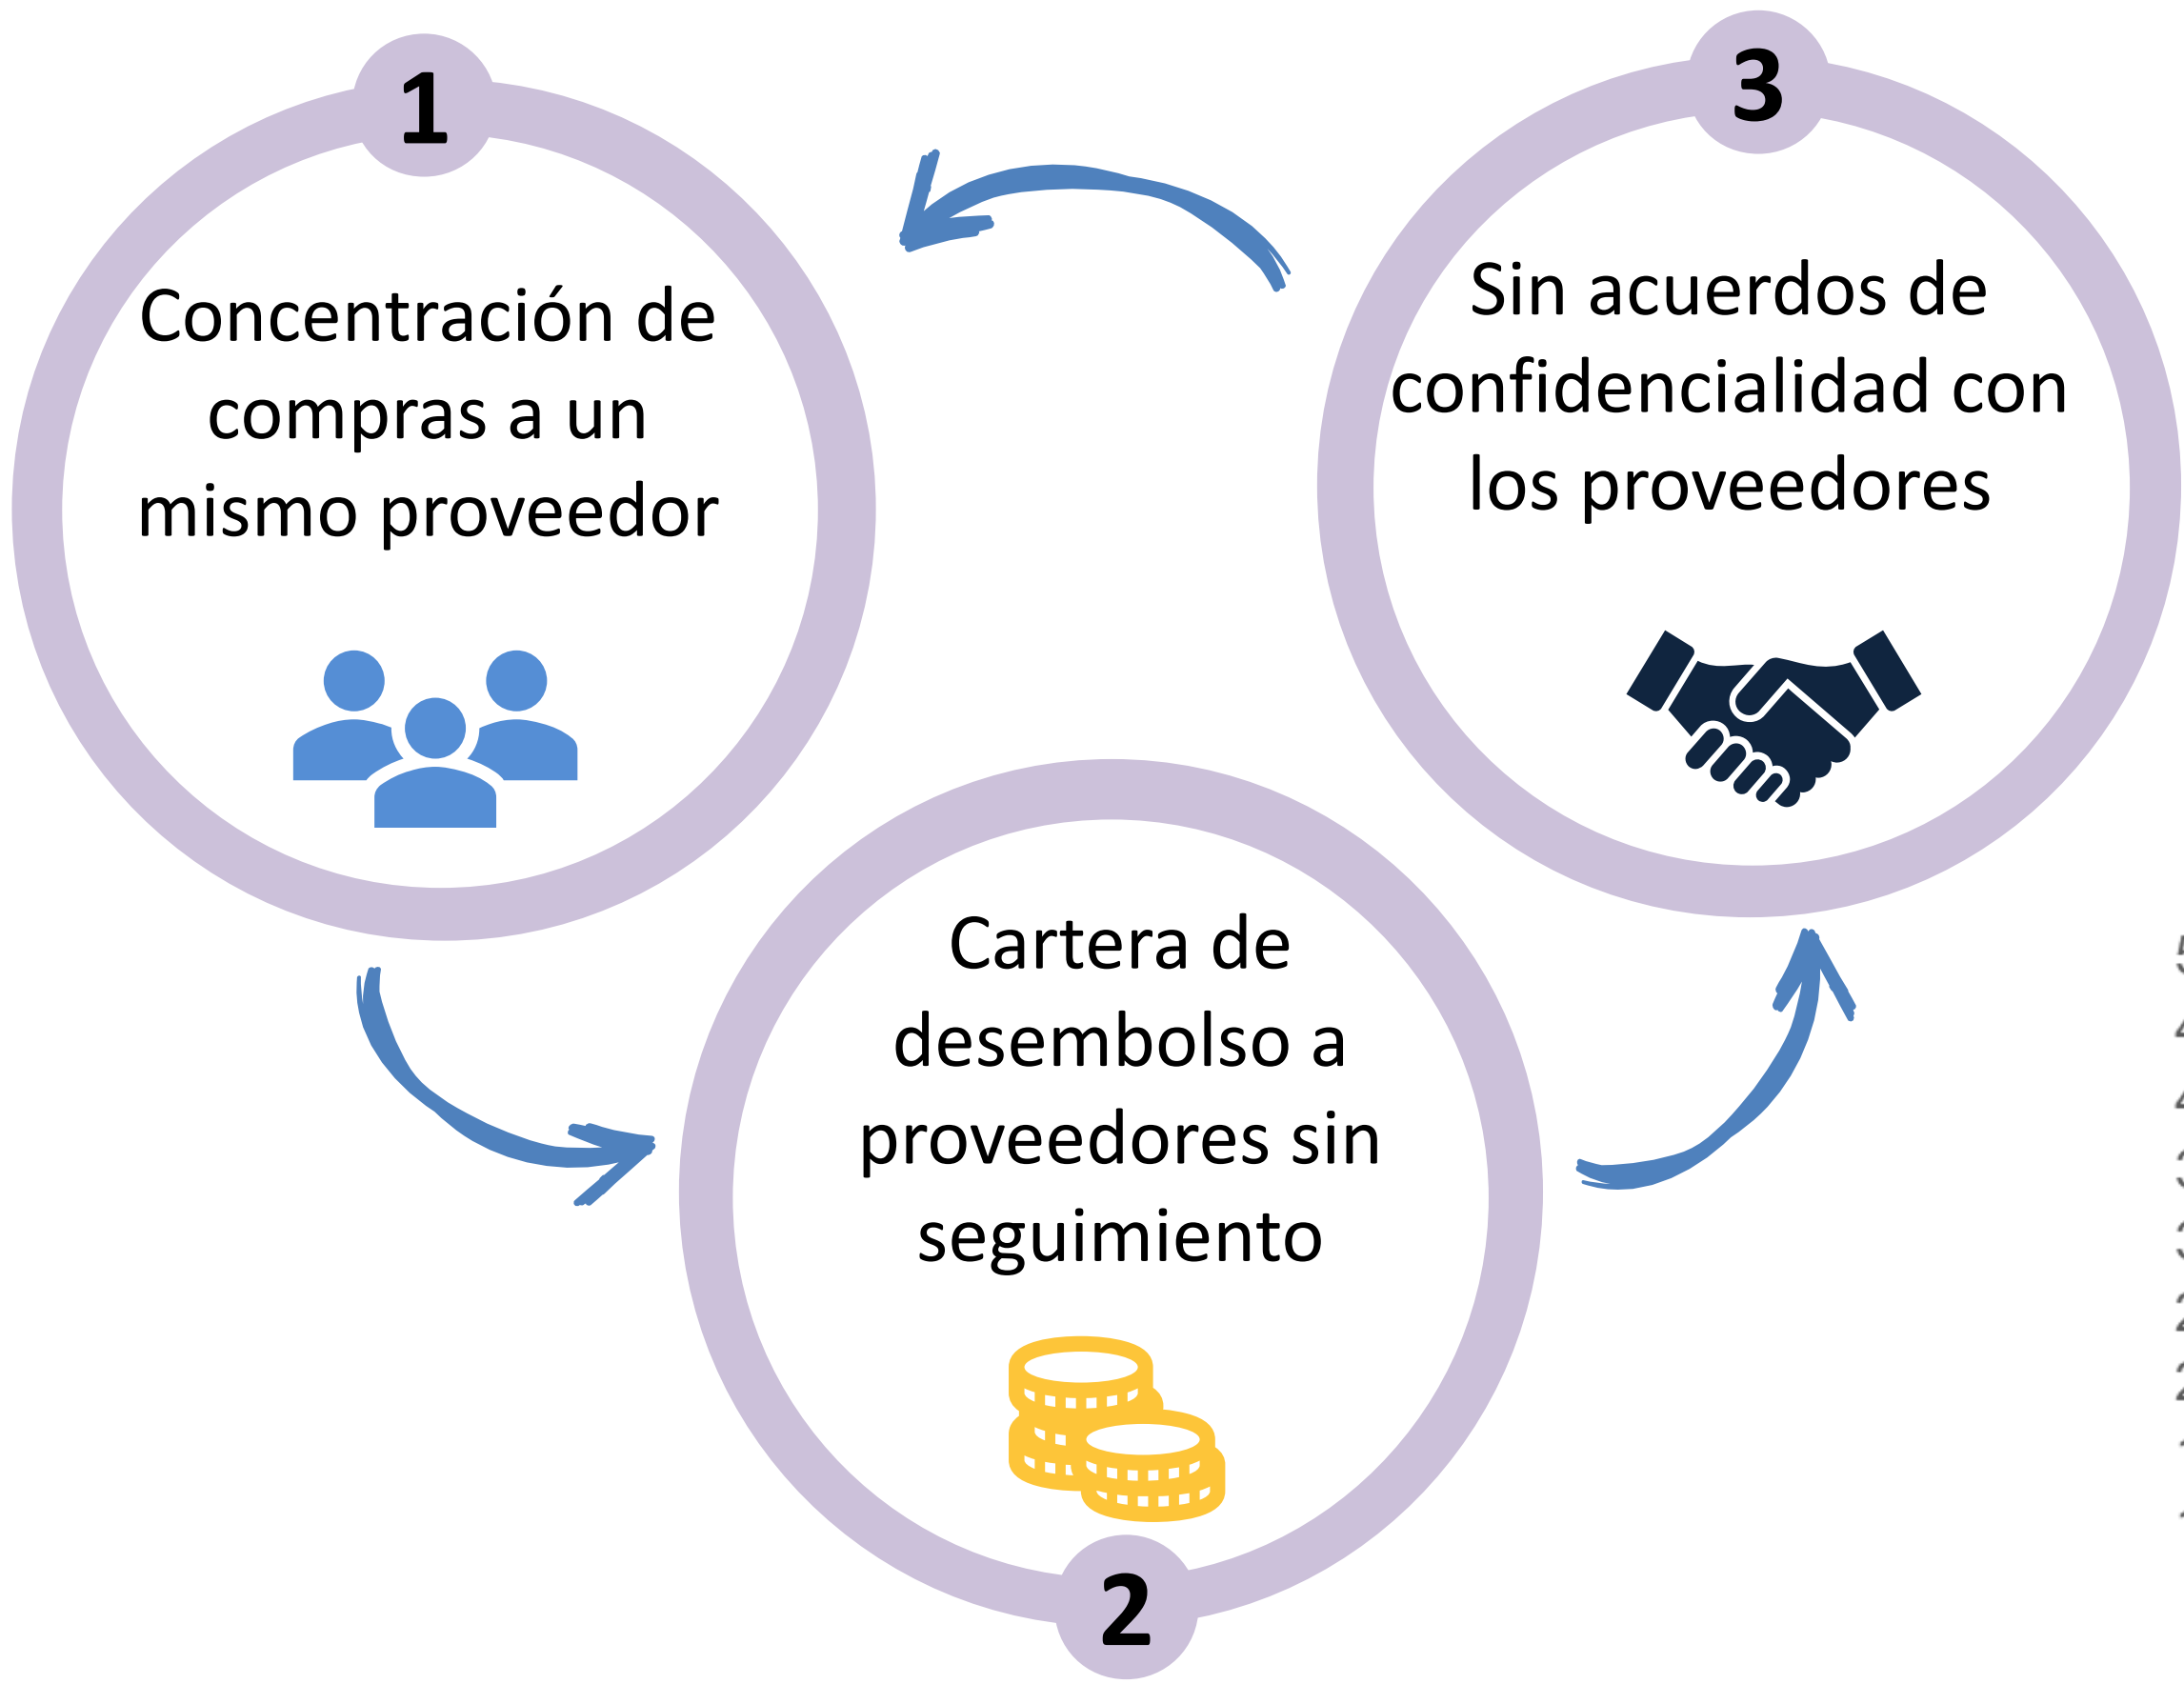 1
Concentración de
compras a un
mismo proveedor
2
Cartera de
desembolso a
proveedores sin
seguimiento
3
Sin acuerdos de
confidencialidad con
los proveedores